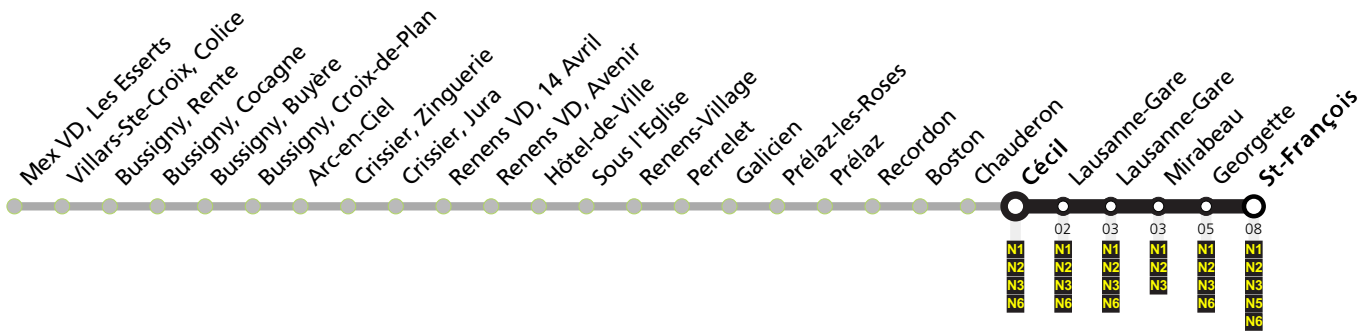 Mex VD, Les Esserts
Villars-Ste-Croix, Colice
Bussigny, Rente
Bussigny, Cocagne
Bussigny, Buyère
Bussigny, Croix-de-Plan
Arc-en-Ciel
Crissier, Zinguerie
Crissier, Jura
Renens VD, 14 Avril
Renens VD, Avenir
Hôtel-de-Ville
Sous l'Eglise
Renens-Village
Perrelet
Galicien
Prélaz-les-Roses
Prélaz
Recordon
Boston
Chauderon
Cécil
Lausanne-Gare
Lausanne-Gare
Mirabeau
Georgette
St-François
02 03 03 05 08
N1 N1 N1 N1 N1 N1
N2 N2 N2 N2 N2 N2
N3 N3 N3 N3 N3 N3
N6 N6 N6 N6 N5
N6